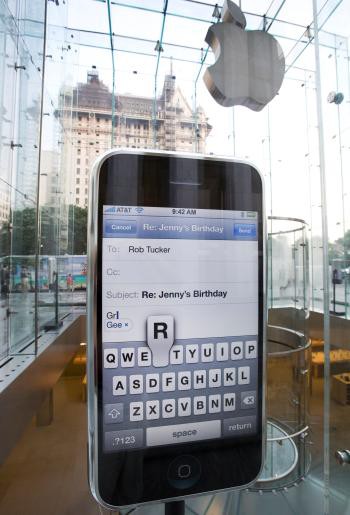 AT&T 9:42 AM
Cancel Re: Jenny's Birthday Send
To: Rob Tucker
Cc:
Subject: Re: Jenny's Birthday
Gr
Gee ×
R
Q W E T Y U I O P
A S D F G H J K L
Z X C V B N M
.?123 space return